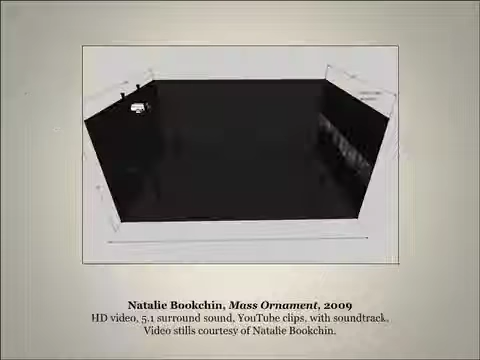 Natalie Bookchin, Mass Ornament, 2009
HD video, 5.1 surround sound, YouTube clips, with soundtrack.
Video stills courtesy of Natalie Bookchin.